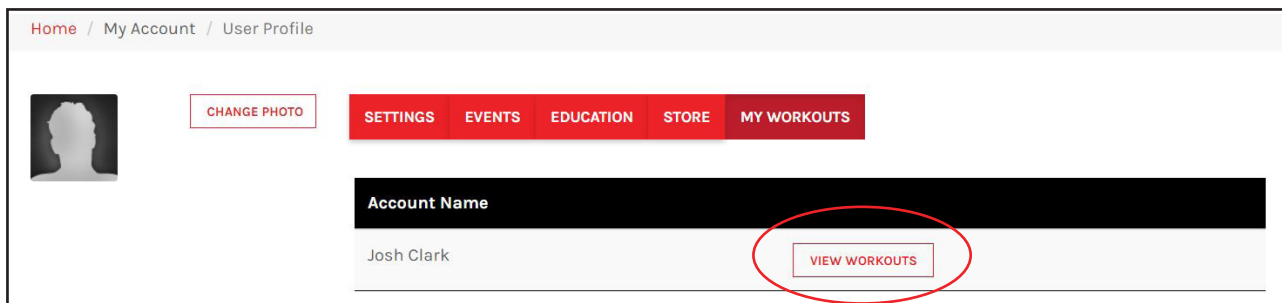 Home / My Account / User Profile
CHANGE PHOTO
SETTINGS EVENTS EDUCATION STORE MY WORKOUTS
Account Name
Josh Clark VIEW WORKOUTS